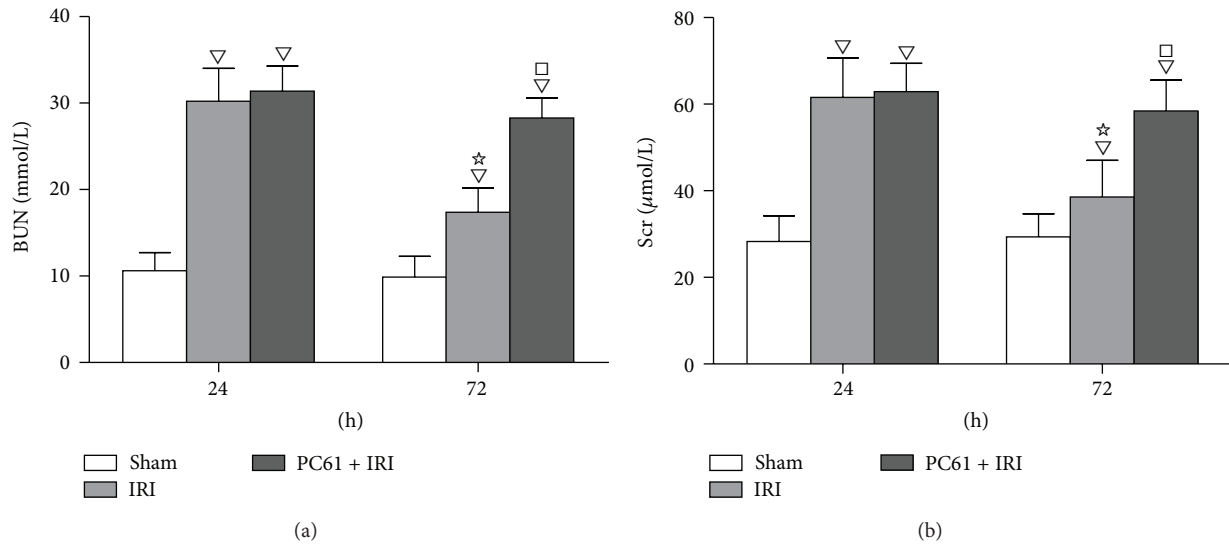 40
30
20
10
0
BUN (mmol/L)
24
72
(h)
Sham
IRI
PC61 + IRI
(a)
80
60
40
20
0
Scr (μmol/L)
24
72
(h)
Sham
IRI
PC61 + IRI
(b)